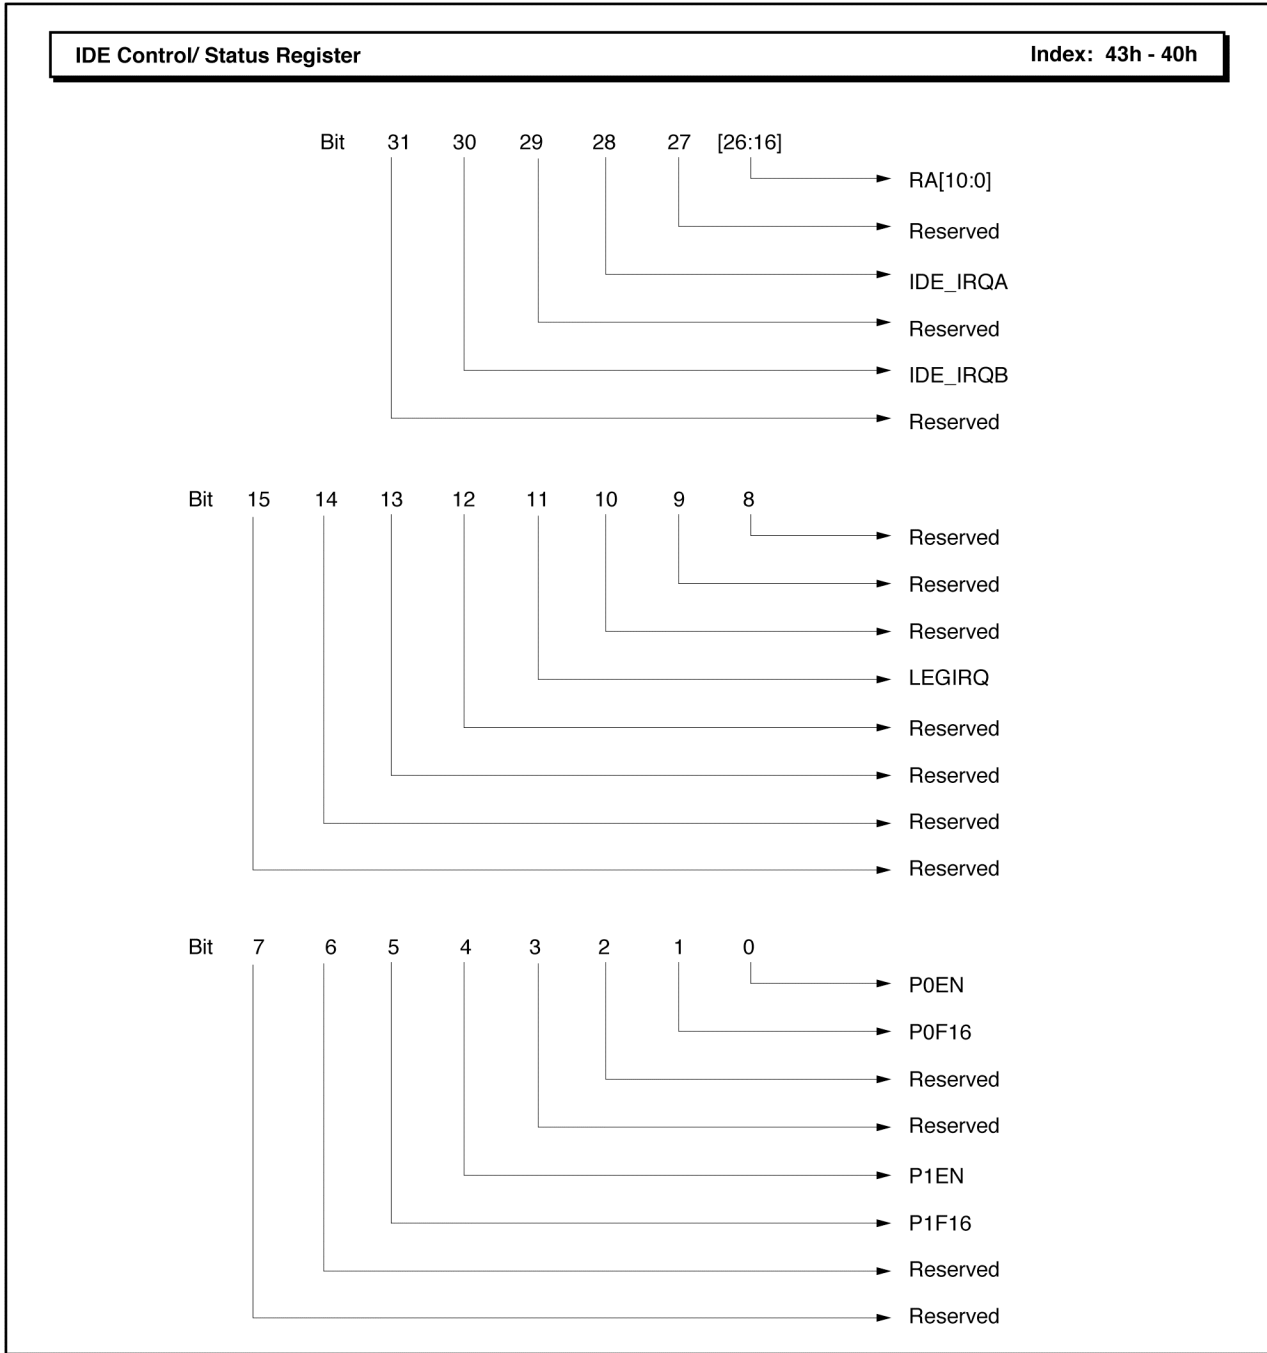 IDE Control/ Status Register Index: 43h - 40h
Bit 31 30 29 28 27 [26:16]
RA[10:0]
Reserved
IDE_IRQA
Reserved
IDE_IRQB
Reserved
Bit 15 14 13 12 11 10 9 8
Reserved
Reserved
Reserved
LEGIRQ
Reserved
Reserved
Reserved
Reserved
Bit 7 6 5 4 3 2 1 0
P0EN
P0F16
Reserved
Reserved
P1EN
P1F16
Reserved
Reserved